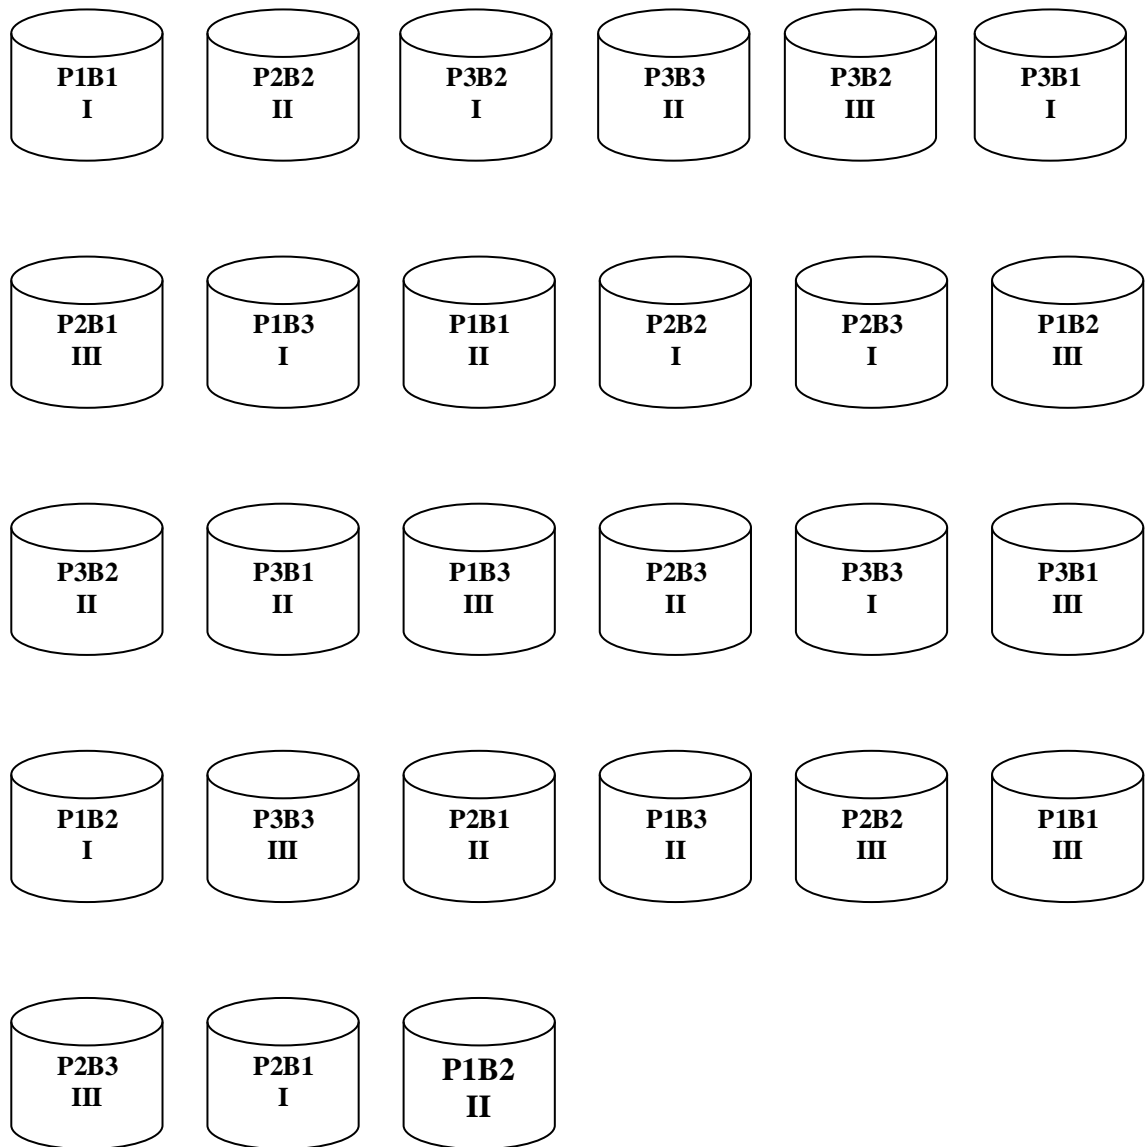 P1B1 P2B2 P3B2 P3B3 P3B2 P3B1
I II I II III I
P2B1 P1B3 P1B1 P2B2 P2B3 P1B2
III I II I I III
P3B2 P3B1 P1B3 P2B3 P3B3 P3B1
II II III II I III
P1B2 P3B3 P2B1 P1B3 P2B2 P1B1
I III II II III III
P2B3 P2B1 P1B2
III I II